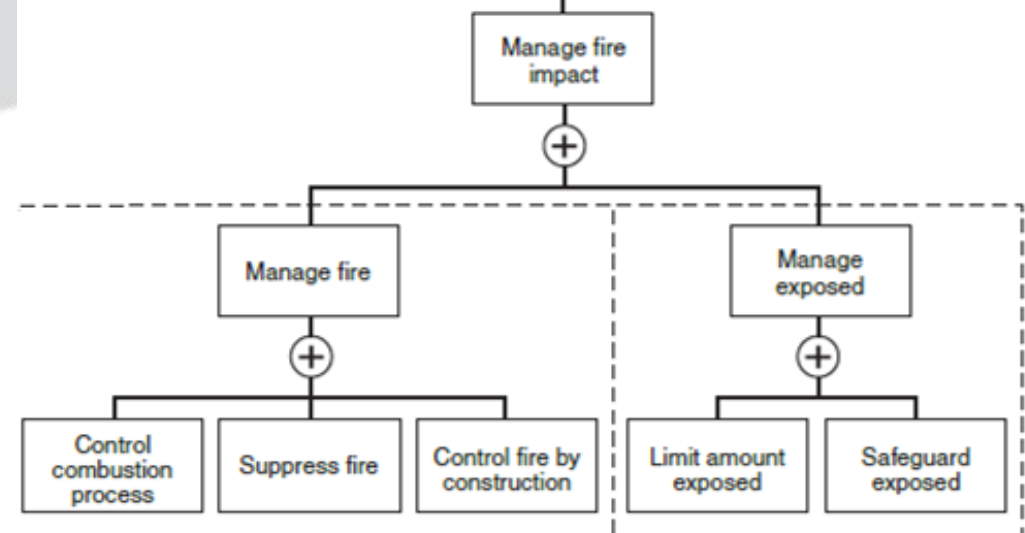 Manage fire
impact
+
Manage fire
Manage
exposed
+
+
Control
combustion
process
Suppress fire
Control fire by
construction
Limit amount
exposed
Safeguard
exposed